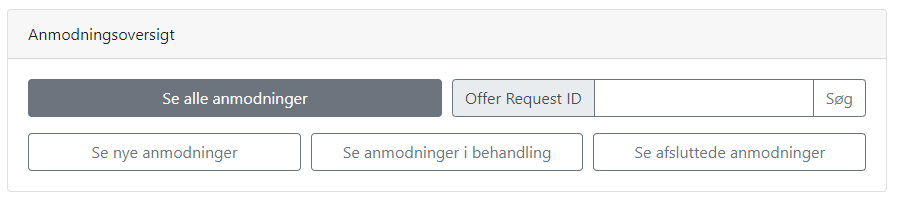 Anmodningsoversigt
Se alle anmodninger
Offer Request ID
Søg
Se nye anmodninger
Se anmodninger i behandling
Se afsluttede anmodninger